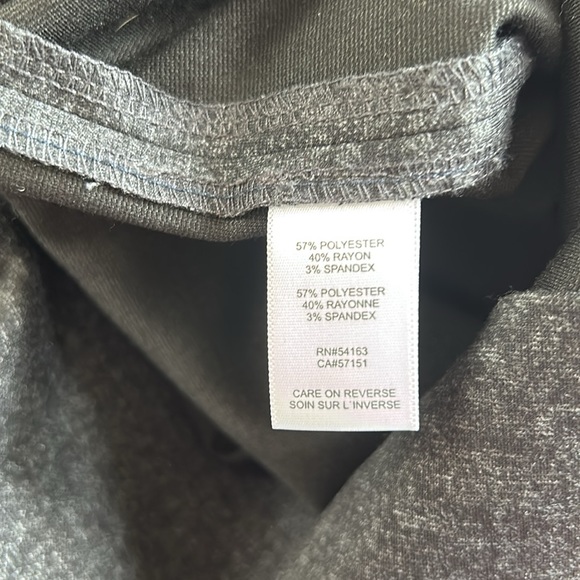 57% POLYESTER
40% RAYON
3% SPANDEX
57% POLYESTER
40% RAYONNE
3% SPANDEX
RN#54163
CA#57151
CARE ON REVERSE
SOIN SUR L'INVERSE